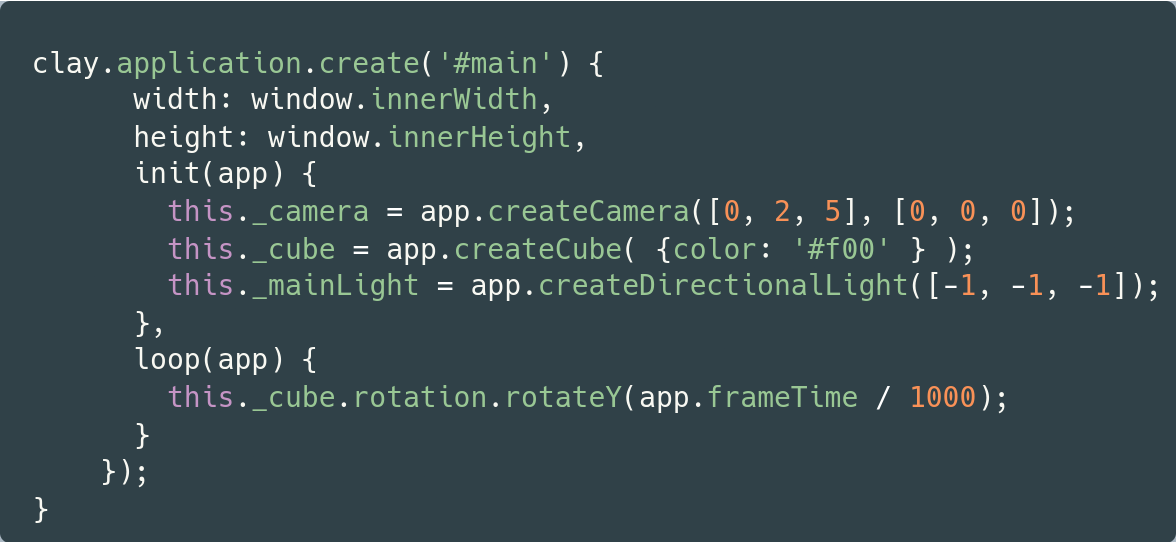 clay.application.create('#main') {
      width: window.innerWidth,
      height: window.innerHeight,
      init(app) {
        this._camera = app.createCamera([0, 2, 5], [0, 0, 0]);
        this._cube = app.createCube( {color: '#f00' } );
        this._mainLight = app.createDirectionalLight([-1, -1, -1]);
      },
      loop(app) {
        this._cube.rotation.rotateY(app.frameTime / 1000);
      }
    });
}